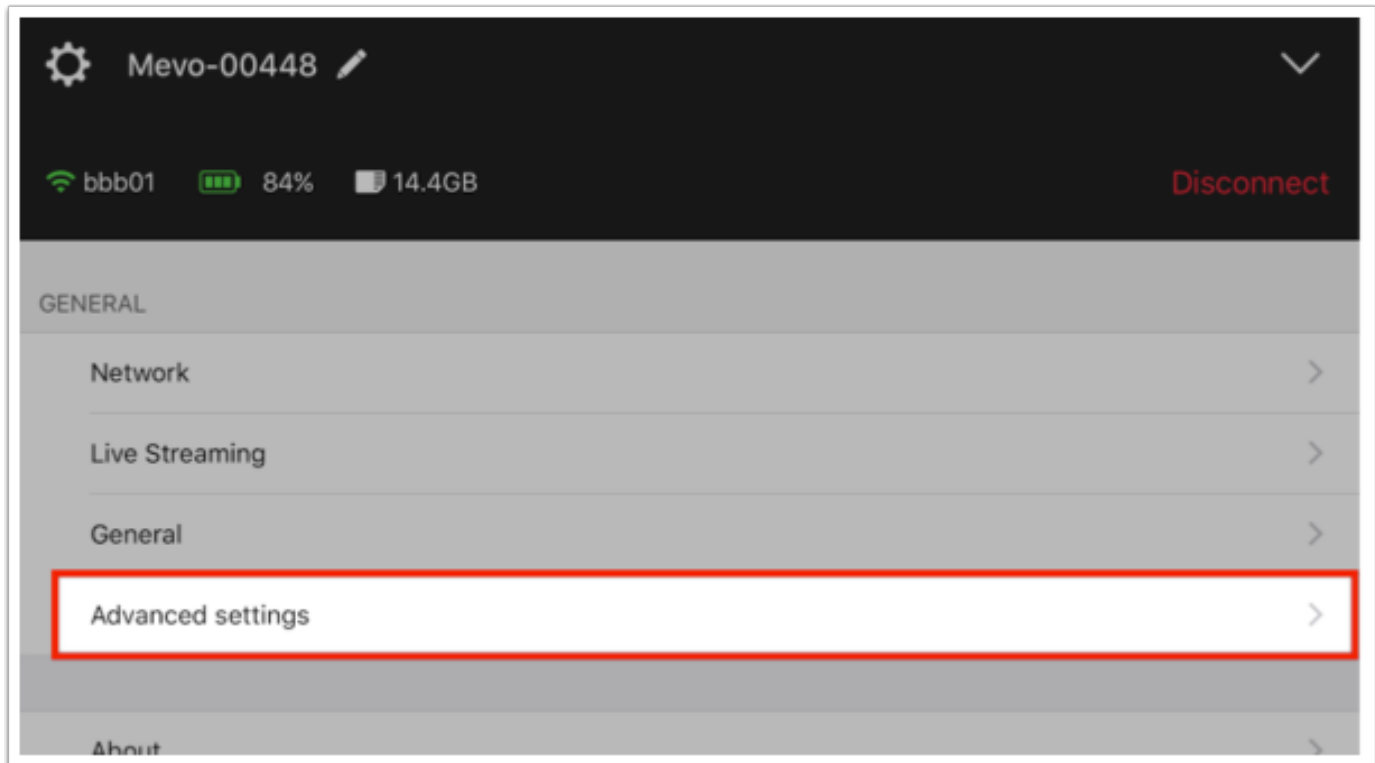 Mevo-00448
bbb01 84% 14.4GB Disconnect
GENERAL
Network
Live Streaming
General
Advanced settings
About